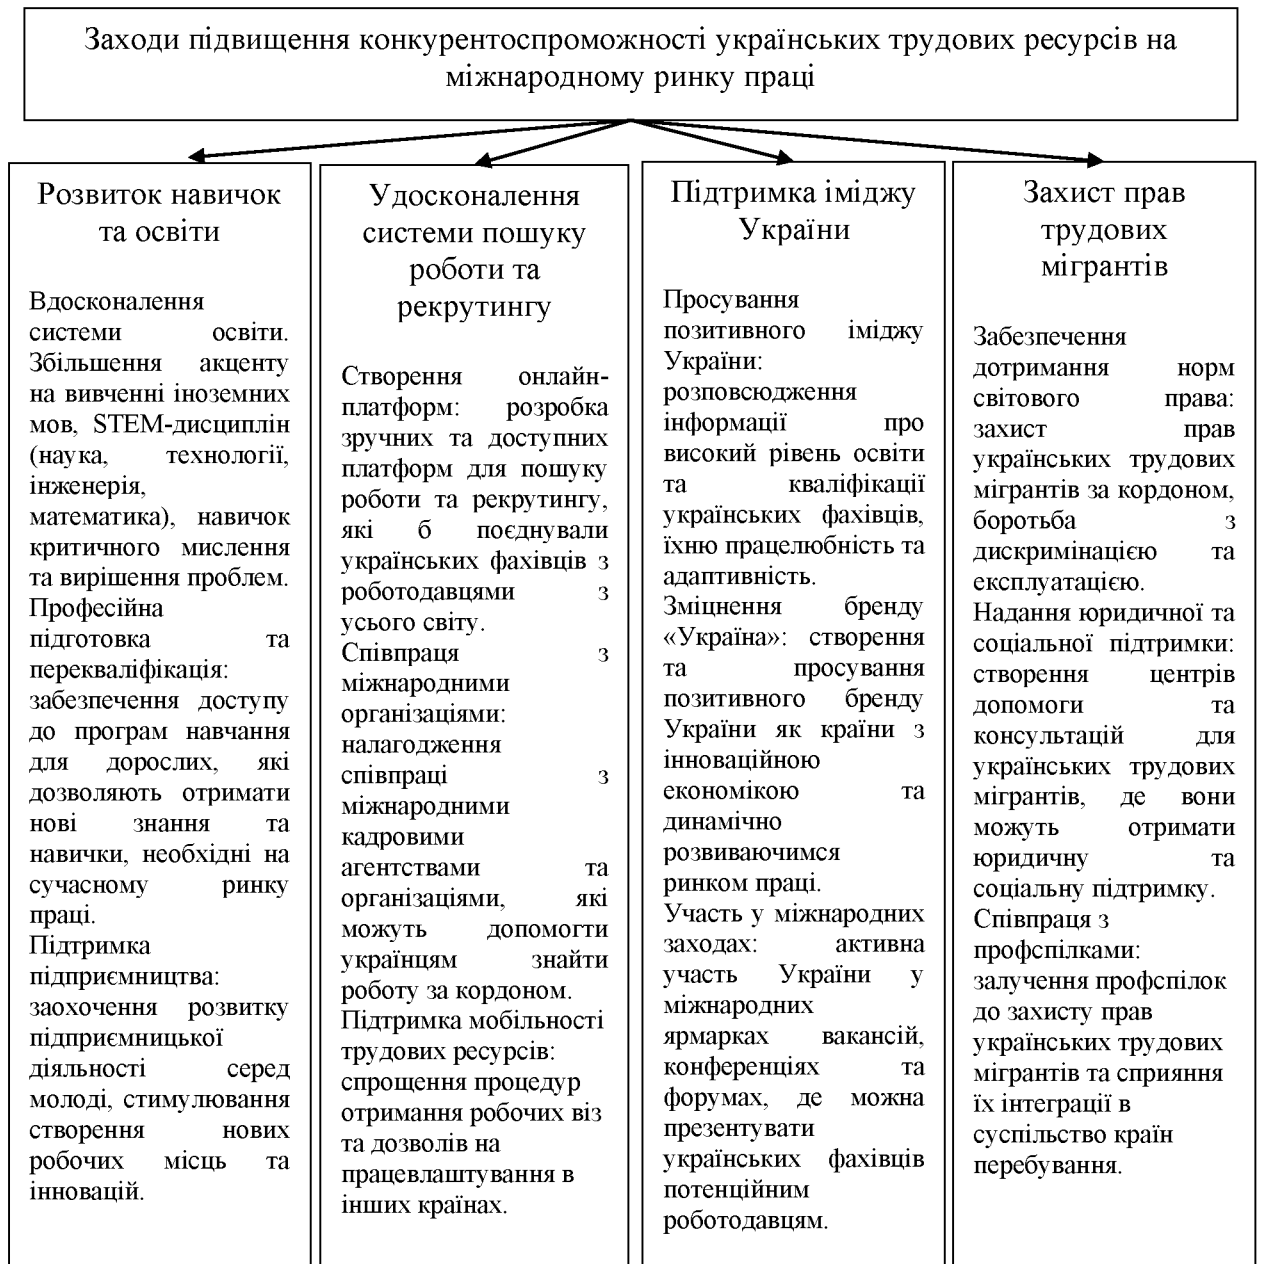 Заходи підвищення конкурентоспроможності українських трудових ресурсів на
міжнародному ринку праці
Розвиток навичок
та освіти
Вдосконалення
системи освіти.
Збільшення акценту
на вивченні іноземних
мов, STEM-дисциплін
(наука, технології,
інженерія,
математика), навичок
критичного мислення
та вирішення проблем.
Професійна
підготовка та
перекваліфікація:
забезпечення доступу
до програм навчання
для дорослих, які
дозволяють отримати
нові знання та
навички, необхідні на
сучасному ринку
праці.
Підтримка
підприємництва:
заохочення розвитку
підприємницької
діяльності серед
молоді, стимулювання
створення нових
робочих місць та
інновацій.
Удосконалення
системи пошуку
роботи та
рекрутингу
Створення онлайн-
платформ: розробка
зручних та доступних
платформ для пошуку
роботи та рекрутингу,
які б поєднували
українських фахівців з
роботодавцями з
усього світу.
Співпраця з
міжнародними
організаціями:
налагодження
співпраці з
міжнародними
кадровими
агентствами та
організаціями, які
можуть допомогти
українцям знайти
роботу за кордоном.
Підтримка мобільності
трудових ресурсів:
спрощення процедур
отримання робочих віз
та дозволів на
працевлаштування в
інших країнах.
Підтримка іміджу
України
Просування
позитивного іміджу
України:
розповсюдження
інформації про
високий рівень освіти
та кваліфікації
українських фахівців,
їхню працелюбність та
адаптивність.
Зміцнення бренду
«Україна»: створення
та просування
позитивного бренду
України як країни з
інноваційною
економікою та
динамічно
розвиваючимся
ринком праці.
Участь у міжнародних
заходах: активна
участь України у
міжнародних
ярмарках вакансій,
конференціях та
форумах, де можна
презентувати
українських фахівців
потенційним
роботодавцям.
Захист прав
трудових
мігрантів
Забезпечення
дотримання норм
світового права:
захист прав
українських трудових
мігрантів за кордоном,
боротьба з
дискримінацією та
експлуатацією.
Надання юридичної та
соціальної підтримки:
створення центрів
допомоги та
консультацій для
українських трудових
мігрантів, де вони
можуть отримати
юридичну та
соціальну підтримку.
Співпраця з
профспілками:
залучення профспілок
до захисту прав
українських трудових
мігрантів та сприяння
їх інтеграції в
суспільство країн
перебування.